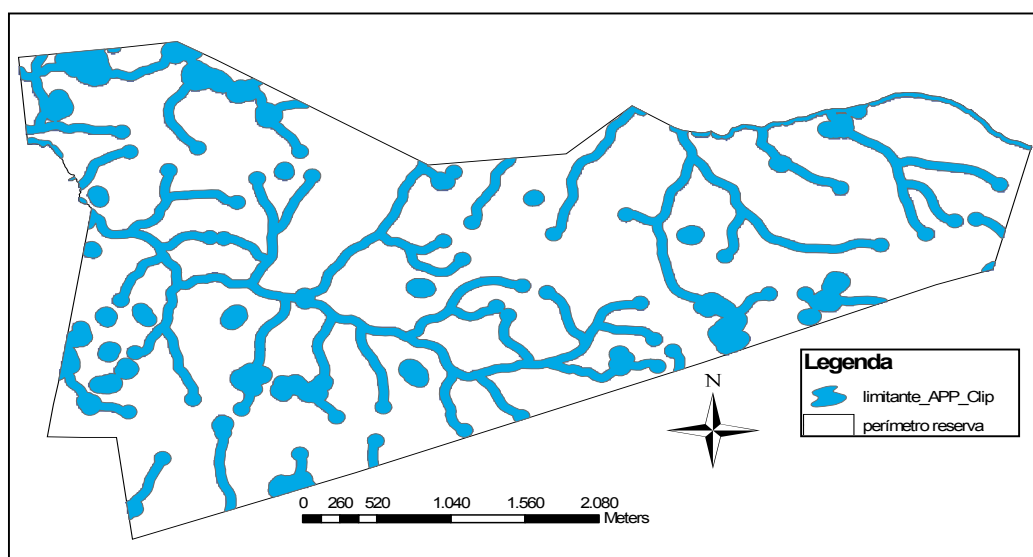 Legenda
limitante_APP_Clip
perímetro reserva
N
0 260 520 1.040 1.560 2.080
Meters